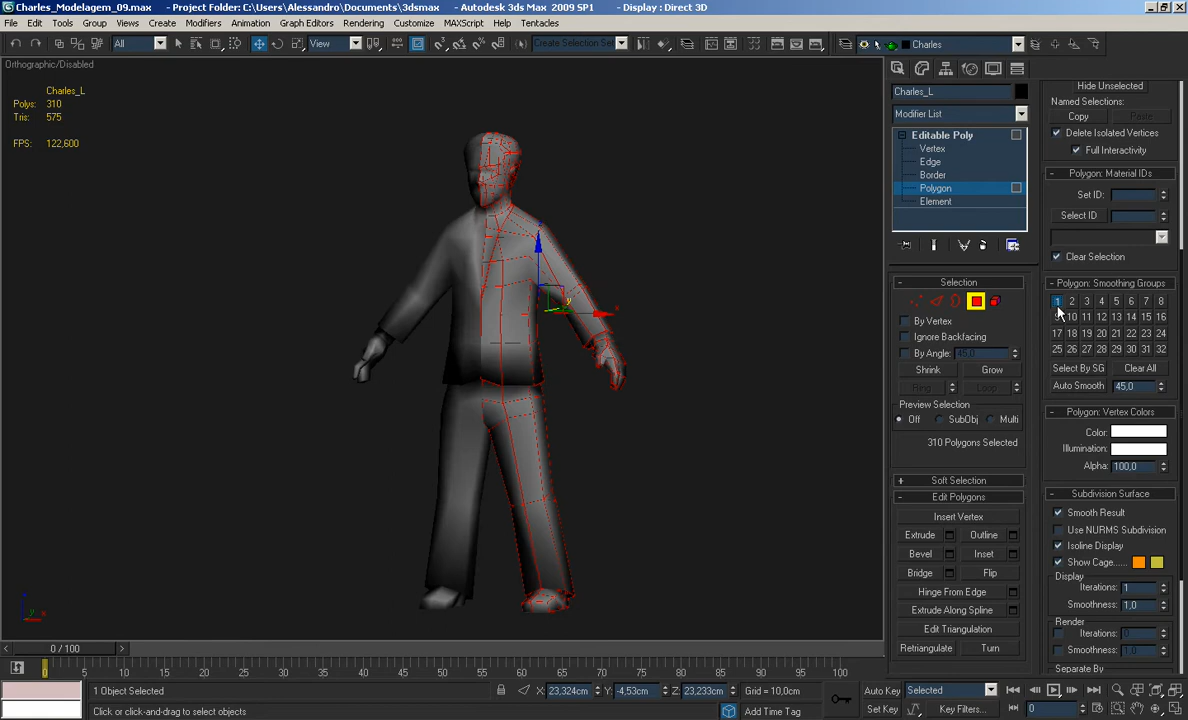 Charles_Modelagem_09.max - Project Folder: C:\Users\Alessandro\Documents\3dsmax - Autodesk 3ds Max 2009 SP1 - Display : Direct 3D
File Edit Tools Group Views Create Modifiers Animation Graph Editors Rendering Customize MAXScript Help Tentacles
All View Create Selection Set Charles
Orthographic/Disabled
Charles_L
Polys: 310
Tris: 575
FPS: 122,600
Charles_L
Modifier List
Editable Poly
Vertex
Edge
Border
Polygon
Element
- Selection
By Vertex
Ignore Backfacing
By Angle: 45,0
Shrink Grow
Ring Loop
Preview Selection
Off SubObj Multi
310 Polygons Selected
+ Soft Selection
- Edit Polygons
Insert Vertex
Extrude Outline
Bevel Inset
Bridge Flip
Hinge From Edge
Extrude Along Spline
Edit Triangulation
Retriangulate Turn
Hide Unselected
Named Selections:
Copy Paste
Delete Isolated Vertices
Full Interactivity
- Polygon: Material IDs
Set ID:
Select ID
Clear Selection
- Polygon: Smoothing Groups
1 2 3 4 5 6 7 8
9 10 11 12 13 14 15 16
17 18 19 20 21 22 23 24
25 26 27 28 29 30 31 32
Select By SG Clear All
Auto Smooth 45,0
- Polygon: Vertex Colors
Color:
Illumination:
Alpha: 100,0
- Subdivision Surface
Smooth Result
Use NURMS Subdivision
Isoline Display
Show Cage......
Display
Iterations: 1
Smoothness: 1,0
Render
Iterations: 0
Smoothness: 1,0
Separate By
0 / 100
0 5 10 15 20 25 30 35 40 45 50 55 60 65 70 75 80 85 90 95 100
1 Object Selected X: 23,324cm Y: -4,53cm Z: 23,233cm Grid = 10,0cm Auto Key Selected
Click or click-and-drag to select objects Add Time Tag Set Key Key Filters... 0